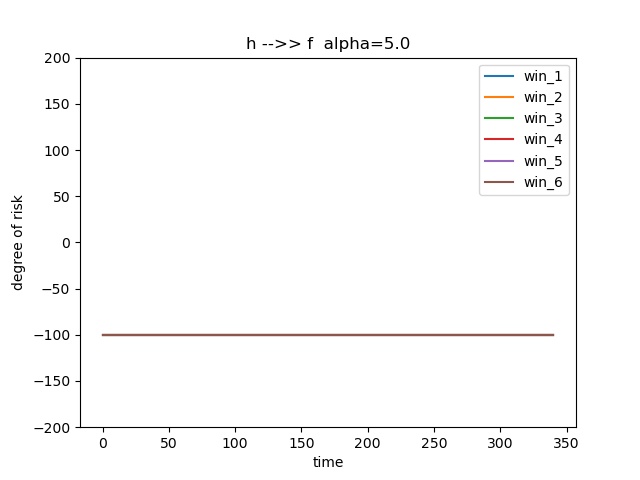 h -->> f  alpha=5.0
200
150
100
50
0
−50
−100
−150
−200
degree of risk
win_1
win_2
win_3
win_4
win_5
win_6
0 50 100 150 200 250 300 350
time